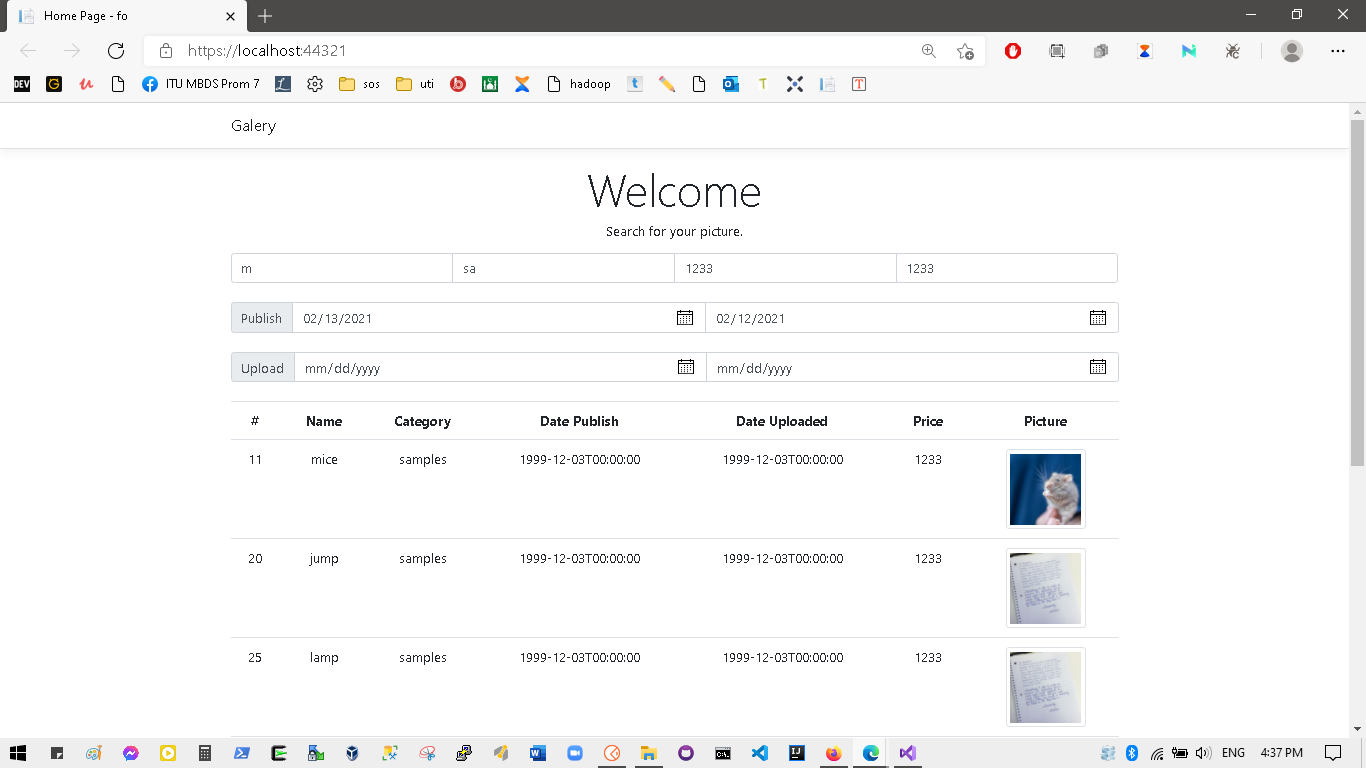 Home Page - fo
https://localhost:44321
DEV
ITU MBDS Prom 7
sos
uti
hadoop
Galery
Welcome
Search for your picture.
m sa 1233 1233
Publish 02/13/2021 02/12/2021
Upload mm/dd/yyyy mm/dd/yyyy
# Name Category Date Publish Date Uploaded Price Picture
11 mice samples 1999-12-03T00:00:00 1999-12-03T00:00:00 1233
20 jump samples 1999-12-03T00:00:00 1999-12-03T00:00:00 1233
25 lamp samples 1999-12-03T00:00:00 1999-12-03T00:00:00 1233
ENG 4:37 PM